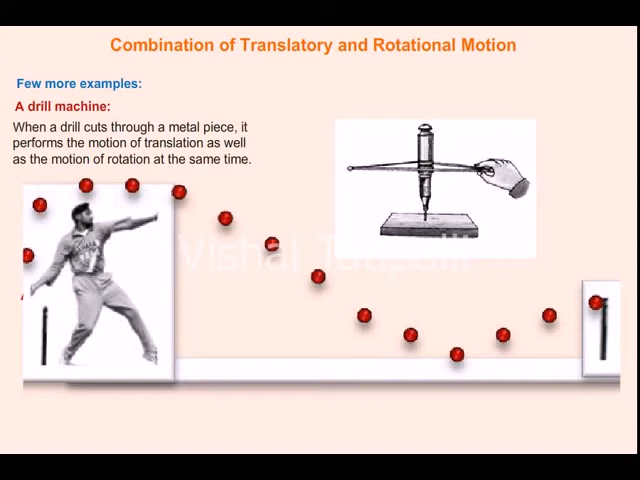 Combination of Translatory and Rotational Motion
Few more examples:
A drill machine:
When a drill cuts through a metal piece, it
performs the motion of translation as well
as the motion of rotation at the same time.
Vishal